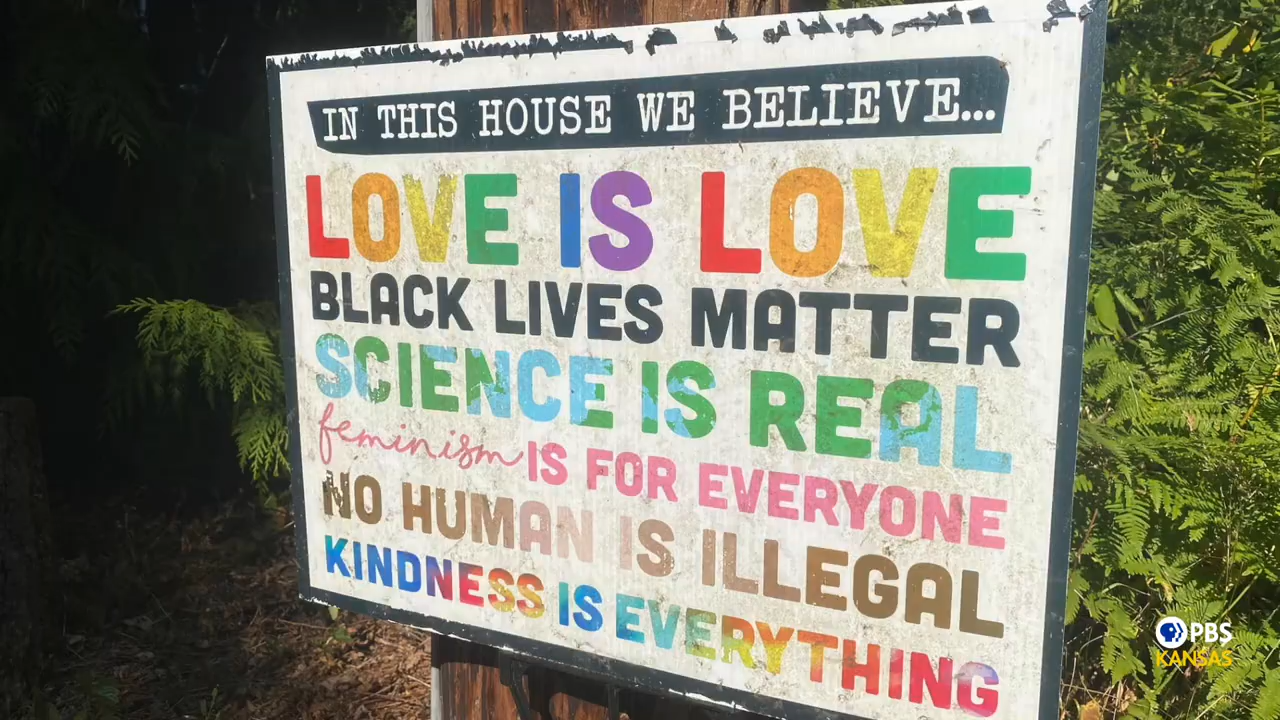 IN THIS HOUSE WE BELIEVE...
LOVE IS LOVE
BLACK LIVES MATTER
SCIENCE IS REAL
feminism IS FOR EVERYONE
NO HUMAN IS ILLEGAL
KINDNESS IS EVERYTHING
PBS
KANSAS